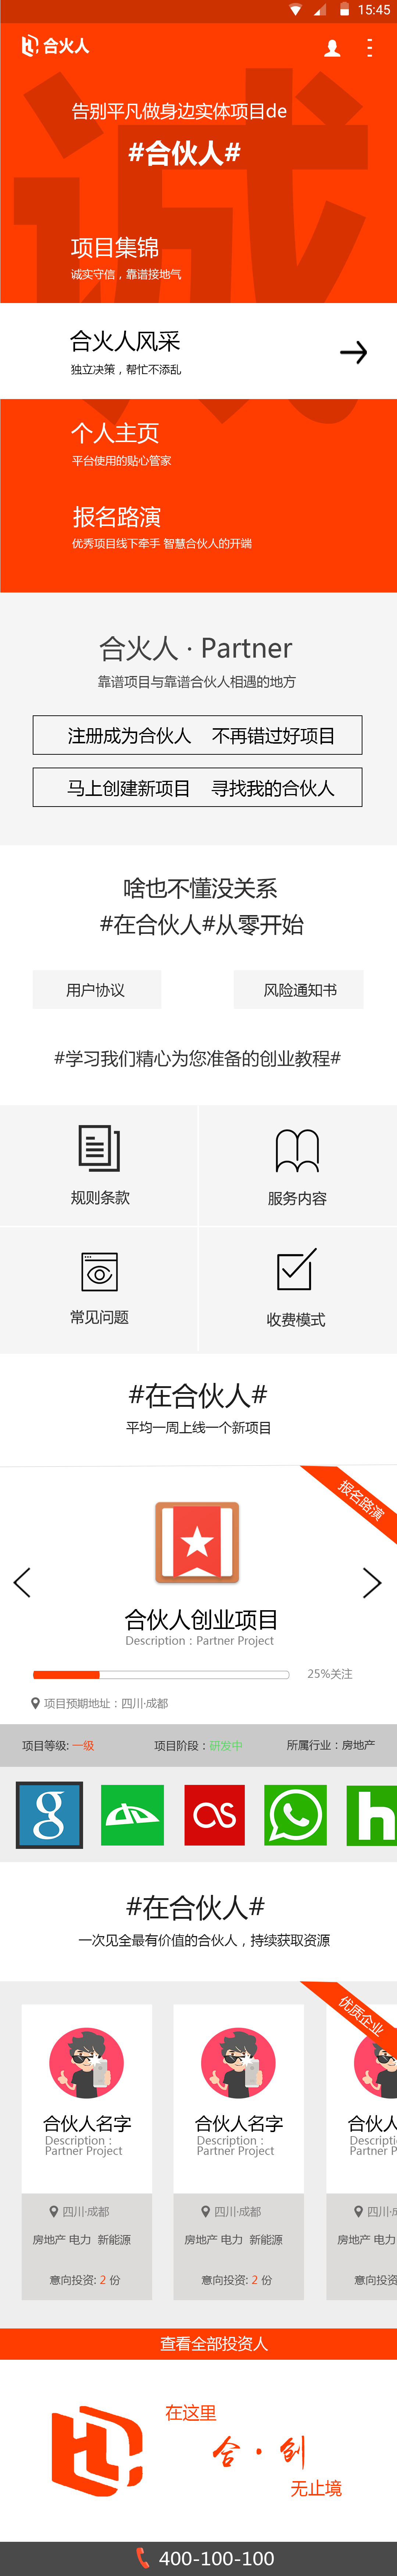 15:45
合火人
诚
告别平凡做身边实体项目de
#合伙人#
项目集锦
诚实守信，靠谱接地气
合火人风采
独立决策，帮忙不添乱
个人主页
平台使用的贴心管家
报名路演
优秀项目线下牵手 智慧合伙人的开端
合火人 · Partner
靠谱项目与靠谱合伙人相遇的地方
注册成为合伙人 不再错过好项目
马上创建新项目 寻找我的合伙人
啥也不懂没关系
#在合伙人#从零开始
用户协议 风险通知书
#学习我们精心为您准备的创业教程#
规则条款 服务内容
常见问题 收费模式
#在合伙人#
平均一周上线一个新项目
报名路演
合伙人创业项目
Description：Partner Project
25%关注
项目预期地址：四川·成都
项目等级: 一级 项目阶段：研发中 所属行业：房地产
#在合伙人#
一次见全最有价值的合伙人，持续获取资源
优质企业
合伙人名字 合伙人名字 合伙人
Description： Description： Descripti
Partner Project Partner Project Partner
四川·成都 四川·成都 四川·
房地产 电力 新能源 房地产 电力 新能源 房地产 电力
意向投资: 2 份 意向投资: 2 份 意向投资
查看全部投资人
在这里
合·创
无止境
400-100-100